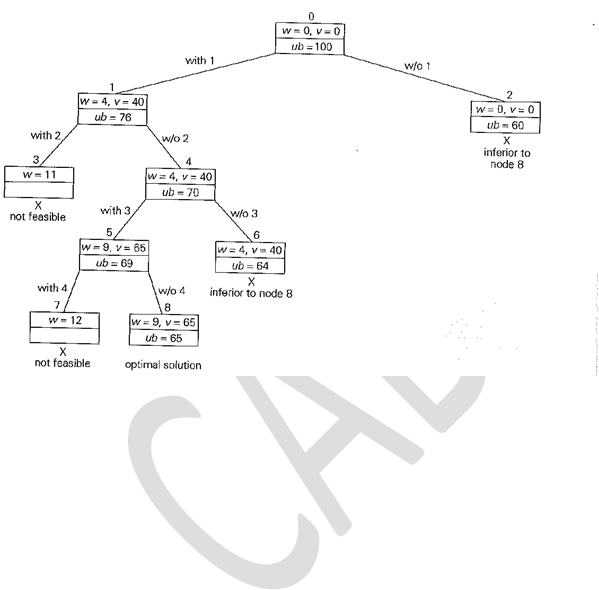 0
w = 0, v = 0
ub = 100
with 1
w/o 1
1
w = 4, v = 40
ub = 76
2
w = 0, v = 0
ub = 60
X
inferior to
node 8
with 2
w/o 2
3
w = 11
X
not feasible
4
w = 4, v = 40
ub = 70
with 3
w/o 3
5
w = 9, v = 65
ub = 69
6
w = 4, v = 40
ub = 64
X
inferior to node 8
with 4
w/o 4
7
w = 12
X
not feasible
8
w = 9, v = 65
ub = 65
optimal solution